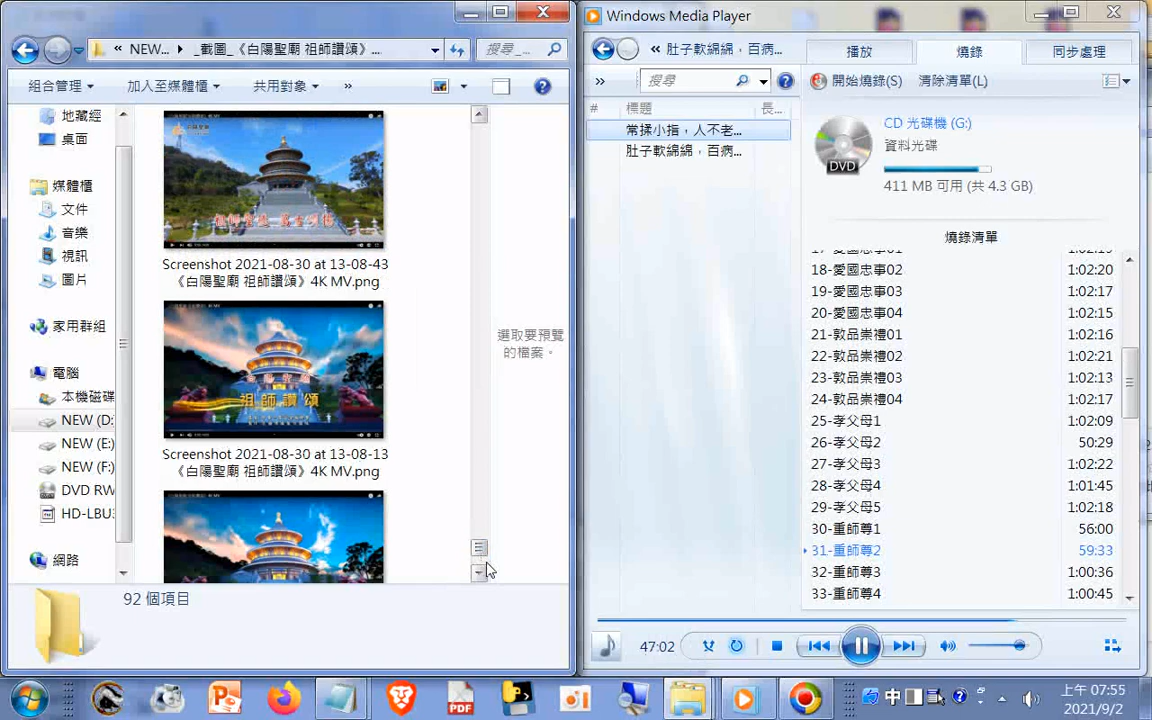 « NEW... ▸ _截圖_《白陽聖廟 祖師讚頌》...
搜尋_...
組合管理 ▾
加入至媒體櫃 ▾
共用對象 ▾
»
地藏經
桌面
媒體櫃
文件
音樂
視訊
圖片
家用群組
電腦
本機磁碟
NEW (D:
NEW (E:)
NEW (F:)
DVD RW
HD-LBU3
網路
Screenshot 2021-08-30 at 13-08-43
《白陽聖廟 祖師讚頌》4K MV.png
祖師讚頌
Screenshot 2021-08-30 at 13-08-13
《白陽聖廟 祖師讚頌》4K MV.png
選取要預覽
的檔案。
92 個項目
Windows Media Player
« 肚子軟綿綿，百病...
播放
燒錄
同步處理
»
搜尋
開始燒錄(S)
清除清單(L)
#
標題
長...
常揉小指，人不老...
肚子軟綿綿，百病...
DVD
CD 光碟機 (G:)
資料光碟
411 MB 可用 (共 4.3 GB)
燒錄清單
18-愛國忠事02 1:02:20
19-愛國忠事03 1:02:17
20-愛國忠事04 1:02:15
21-敦品崇禮01 1:02:16
22-敦品崇禮02 1:02:21
23-敦品崇禮03 1:02:13
24-敦品崇禮04 1:02:17
25-孝父母1 1:02:09
26-孝父母2 50:29
27-孝父母3 1:02:22
28-孝父母4 1:01:45
29-孝父母5 1:02:18
30-重師尊1 56:00
31-重師尊2 59:33
32-重師尊3 1:00:36
33-重師尊4 1:00:45
47:02
PDF
中
上午 07:55
2021/9/2